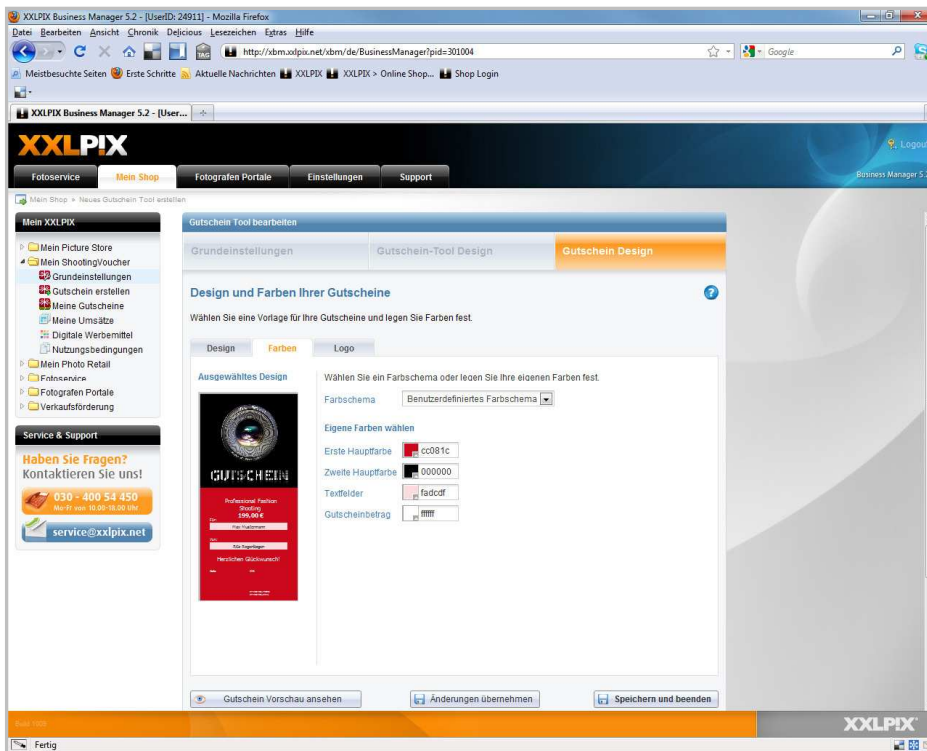 XXLPIX Business Manager 5.2 - [UserID: 24911] - Mozilla Firefox
Datei Bearbeiten Ansicht Chronik Delicious Lesezeichen Extras Hilfe
TAG
http://xbm.xxlpix.net/xbm/de/BusinessManager?pid=301004
Google
Meistbesuchte Seiten Erste Schritte Aktuelle Nachrichten XXLPIX XXLPIX > Online Shop... Shop Login
XXLPIX Business Manager 5.2 - [User...
XXLPIX
Logout
Fotoservice Mein Shop Fotografen Portale Einstellungen Support
Business Manager 5.2
Mein Shop » Neues Gutschein Tool erstellen
Mein XXLPIX
Mein Picture Store
Mein ShootingVoucher
Grundeinstellungen
Gutschein erstellen
Meine Gutscheine
Meine Umsätze
Digitale Werbemittel
Nutzungsbedingungen
Mein Photo Retail
Fotoservice
Fotografen Portale
Verkaufsförderung
Service & Support
Haben Sie Fragen?
Kontaktieren Sie uns!
030 - 400 54 450
Mo-Fr von 10.00-18.00 Uhr
service@xxlpix.net
Gutschein Tool bearbeiten
Grundeinstellungen Gutschein-Tool Design Gutschein Design
Design und Farben Ihrer Gutscheine
Wählen Sie eine Vorlage für Ihre Gutscheine und legen Sie Farben fest.
Design Farben Logo
Ausgewähltes Design
GUTSCHEIN
Professional Fashion
Shooting
199,00 €
Herzlichen Glückwunsch!
Wählen Sie ein Farbschema oder legen Sie Ihre eigenen Farben fest.
Farbschema Benutzerdefiniertes Farbschema
Eigene Farben wählen
Erste Hauptfarbe cc081c
Zweite Hauptfarbe 000000
Textfelder fadcdf
Gutscheinbetrag ffffff
Gutschein Vorschau ansehen Änderungen übernehmen Speichern und beenden
XXLPIX
Fertig